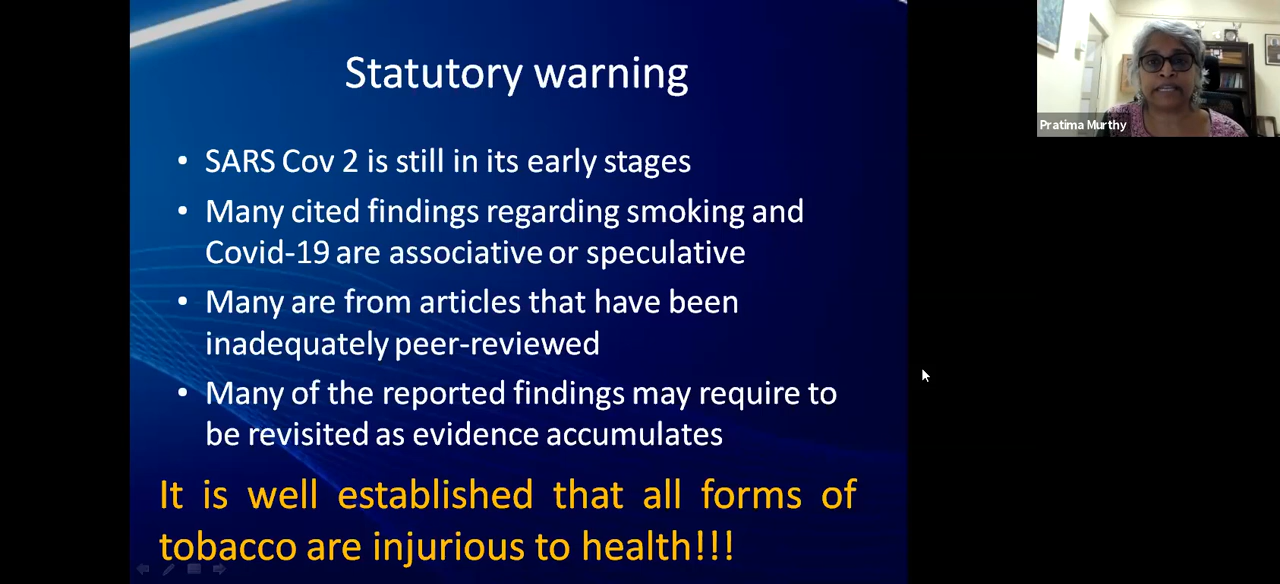 Statutory warning
• SARS Cov 2 is still in its early stages
• Many cited findings regarding smoking and
Covid-19 are associative or speculative
• Many are from articles that have been
inadequately peer-reviewed
• Many of the reported findings may require to
be revisited as evidence accumulates
It is well established that all forms of
tobacco are injurious to health!!!
Pratima Murthy